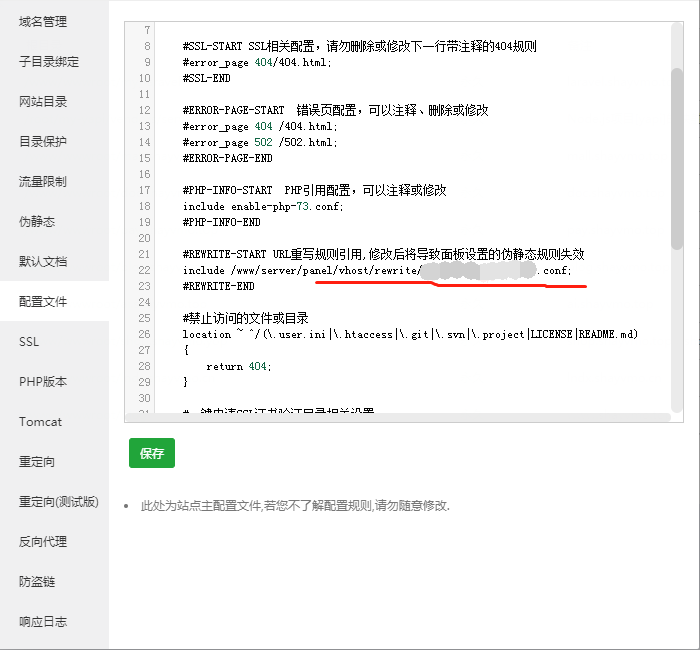 域名管理
子目录绑定
网站目录
目录保护
流量限制
伪静态
默认文档
配置文件
SSL
PHP版本
Tomcat
重定向
重定向(测试版)
反向代理
防盗链
响应日志
7
8 #SSL-START SSL相关配置，请勿删除或修改下一行带注释的404规则
9 #error_page 404/404.html;
10 #SSL-END
11
12 #ERROR-PAGE-START 错误页配置，可以注释、删除或修改
13 #error_page 404 /404.html;
14 #error_page 502 /502.html;
15 #ERROR-PAGE-END
16
17 #PHP-INFO-START PHP引用配置，可以注释或修改
18 include enable-php-73.conf;
19 #PHP-INFO-END
20
21 #REWRITE-START URL重写规则引用,修改后将导致面板设置的伪静态规则失效
22 include /www/server/panel/vhost/rewrite/ .conf;
23 #REWRITE-END
24
25 #禁止访问的文件或目录
26 location ~ ^/(\.user.ini|\.htaccess|\.git|\.svn|\.project|LICENSE|README.md)
27 {
28 return 404;
29 }
30
保存
此处为站点主配置文件,若您不了解配置规则,请勿随意修改.